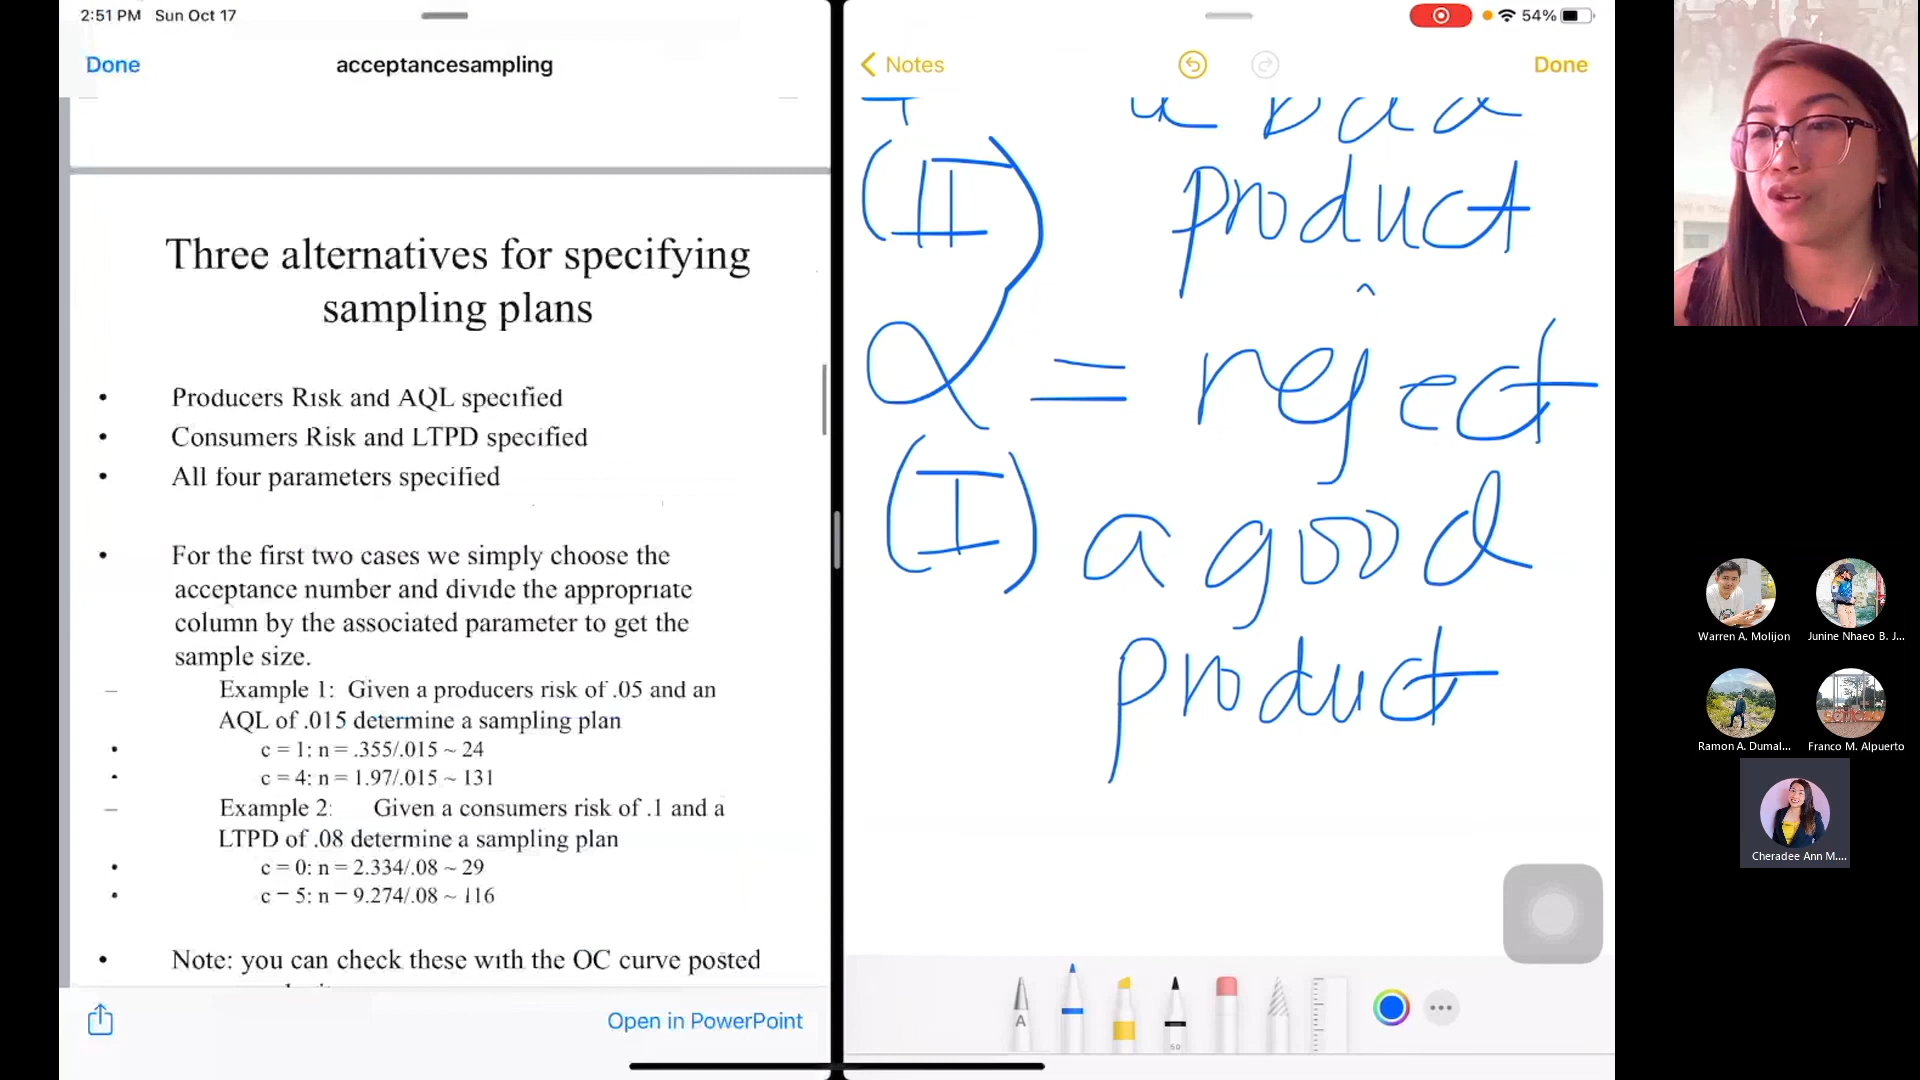 2:51 PM Sun Oct 17
54%
Done
acceptancesampling
Three alternatives for specifying
sampling plans
• Producers Risk and AQL specified
• Consumers Risk and LTPD specified
• All four parameters specified
• For the first two cases we simply choose the
acceptance number and divide the appropriate
column by the associated parameter to get the
sample size.
– Example 1: Given a producers risk of .05 and an
AQL of .015 determine a sampling plan
• c = 1: n = .355/.015 ~ 24
• c = 4: n = 1.97/.015 ~ 131
– Example 2: Given a consumers risk of .1 and a
LTPD of .08 determine a sampling plan
• c = 0: n = 2.334/.08 ~ 29
• c = 5: n = 9.274/.08 ~ 116
• Note: you can check these with the OC curve posted
Open in PowerPoint
Notes
Done
a bad
(II) product
α = reject
(I) a good
product
A
50
Warren A. Molijon
Junine Nhaeo B. J...
Ramon A. Dumal...
Franco M. Alpuerto
Cheradee Ann M....